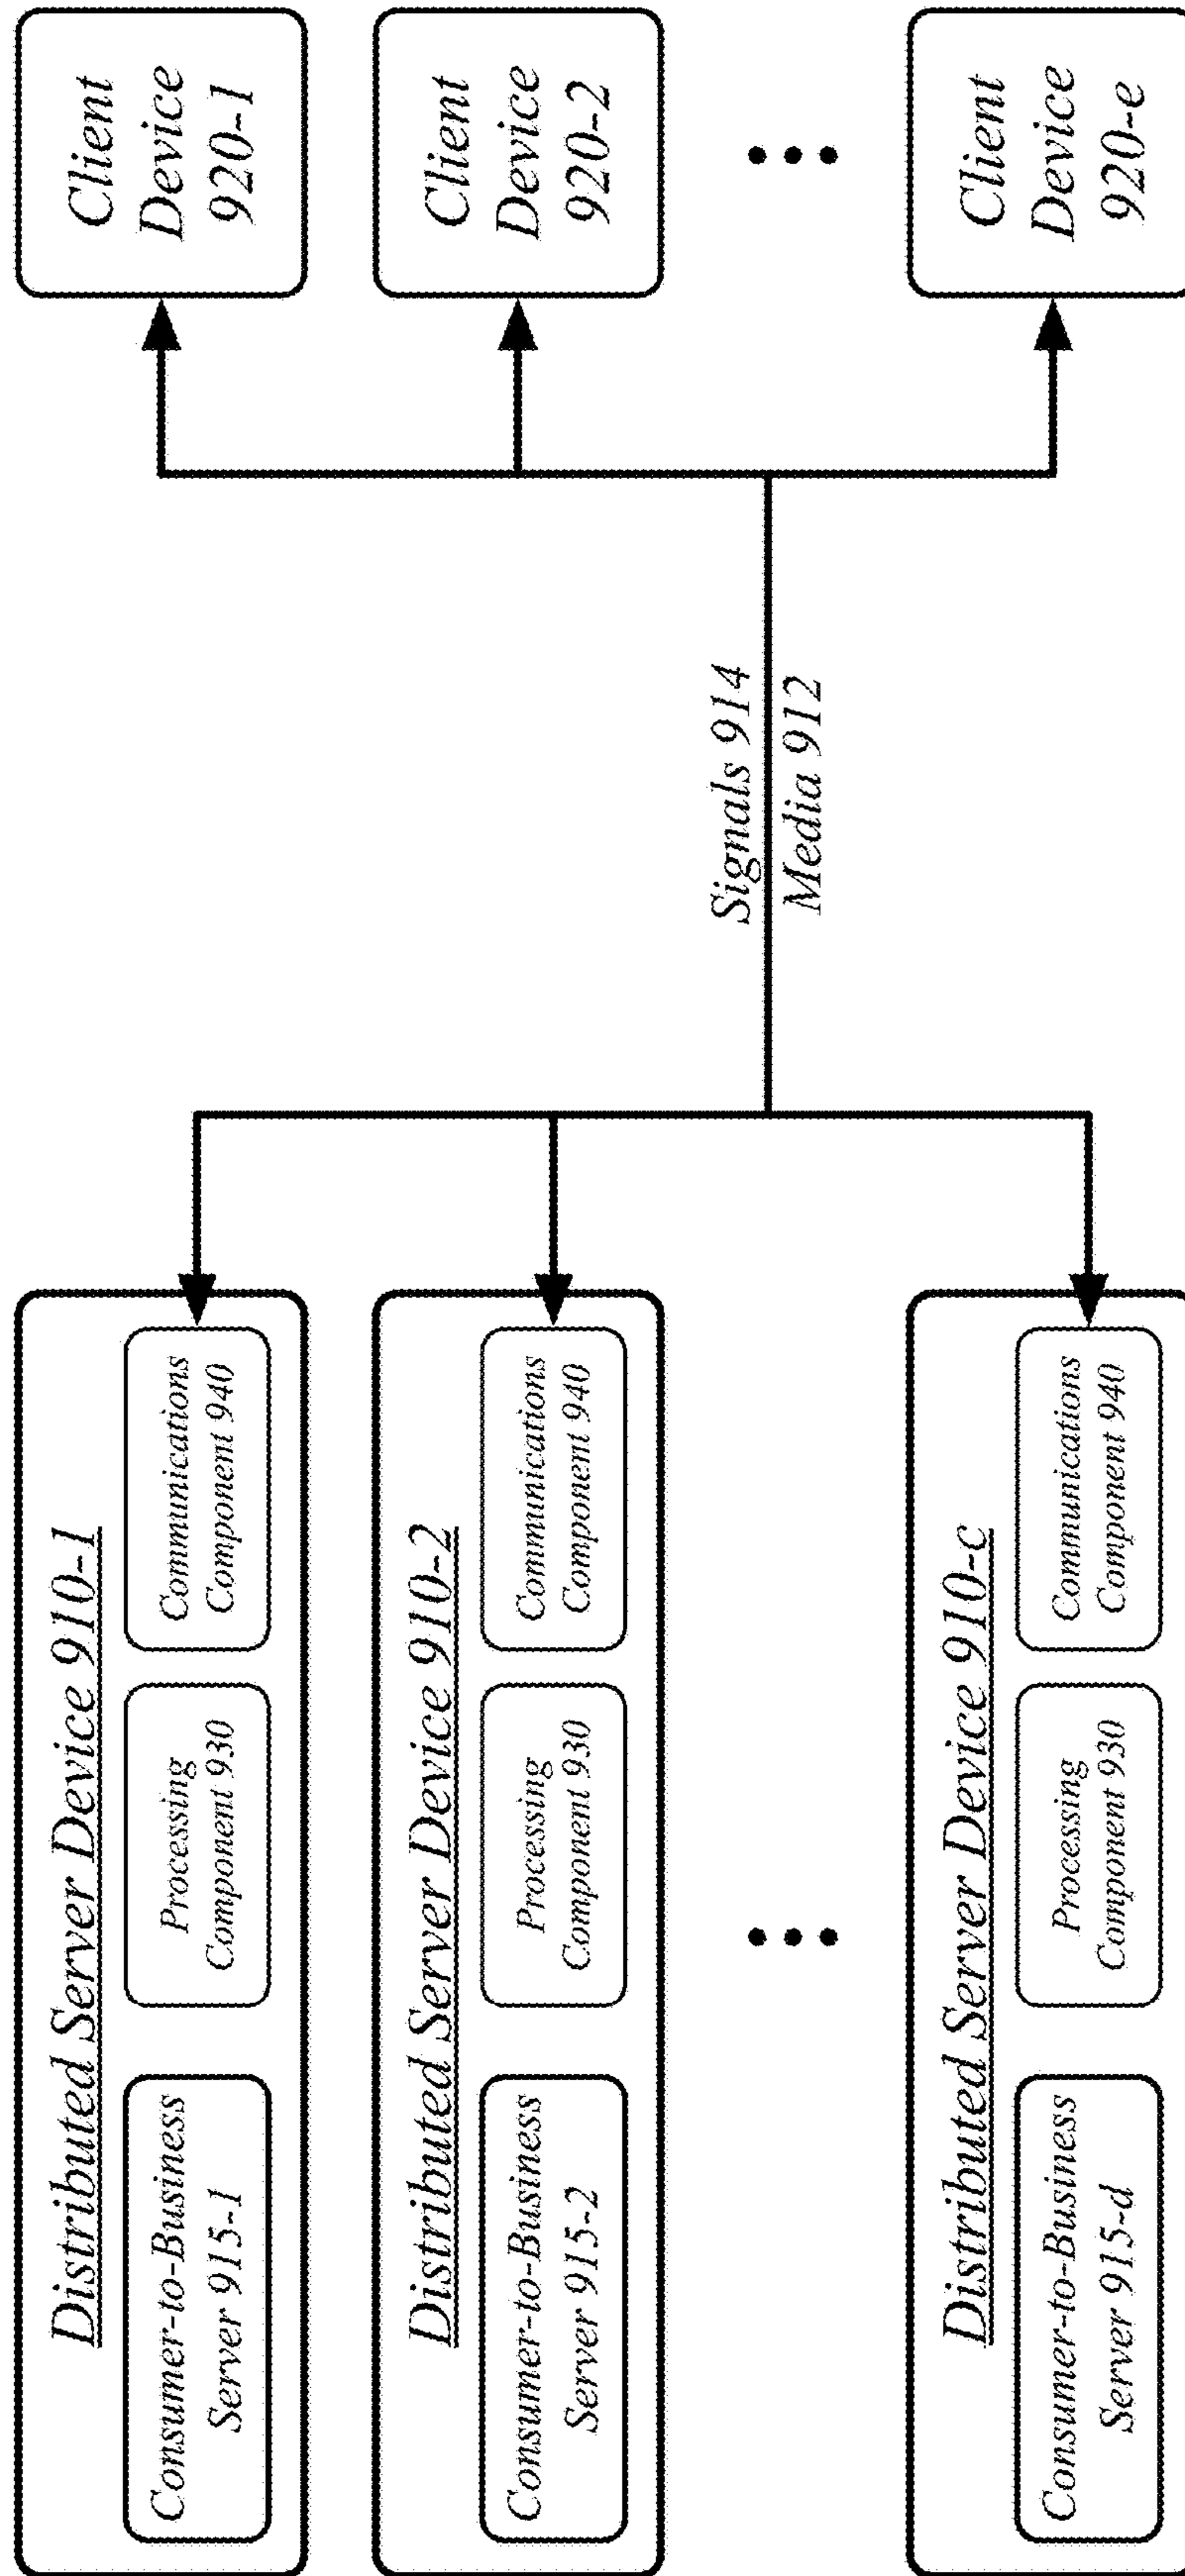 Distributed Server Device 910-1
Consumer-to-Business
Server 915-1
Processing
Component 930
Communications
Component 940
Client
Device
920-1
Distributed Server Device 910-2
Consumer-to-Business
Server 915-2
Processing
Component 930
Communications
Component 940
Client
Device
920-2
Signals 914
Media 912
Distributed Server Device 910-c
Consumer-to-Business
Server 915-d
Processing
Component 930
Communications
Component 940
Client
Device
920-e